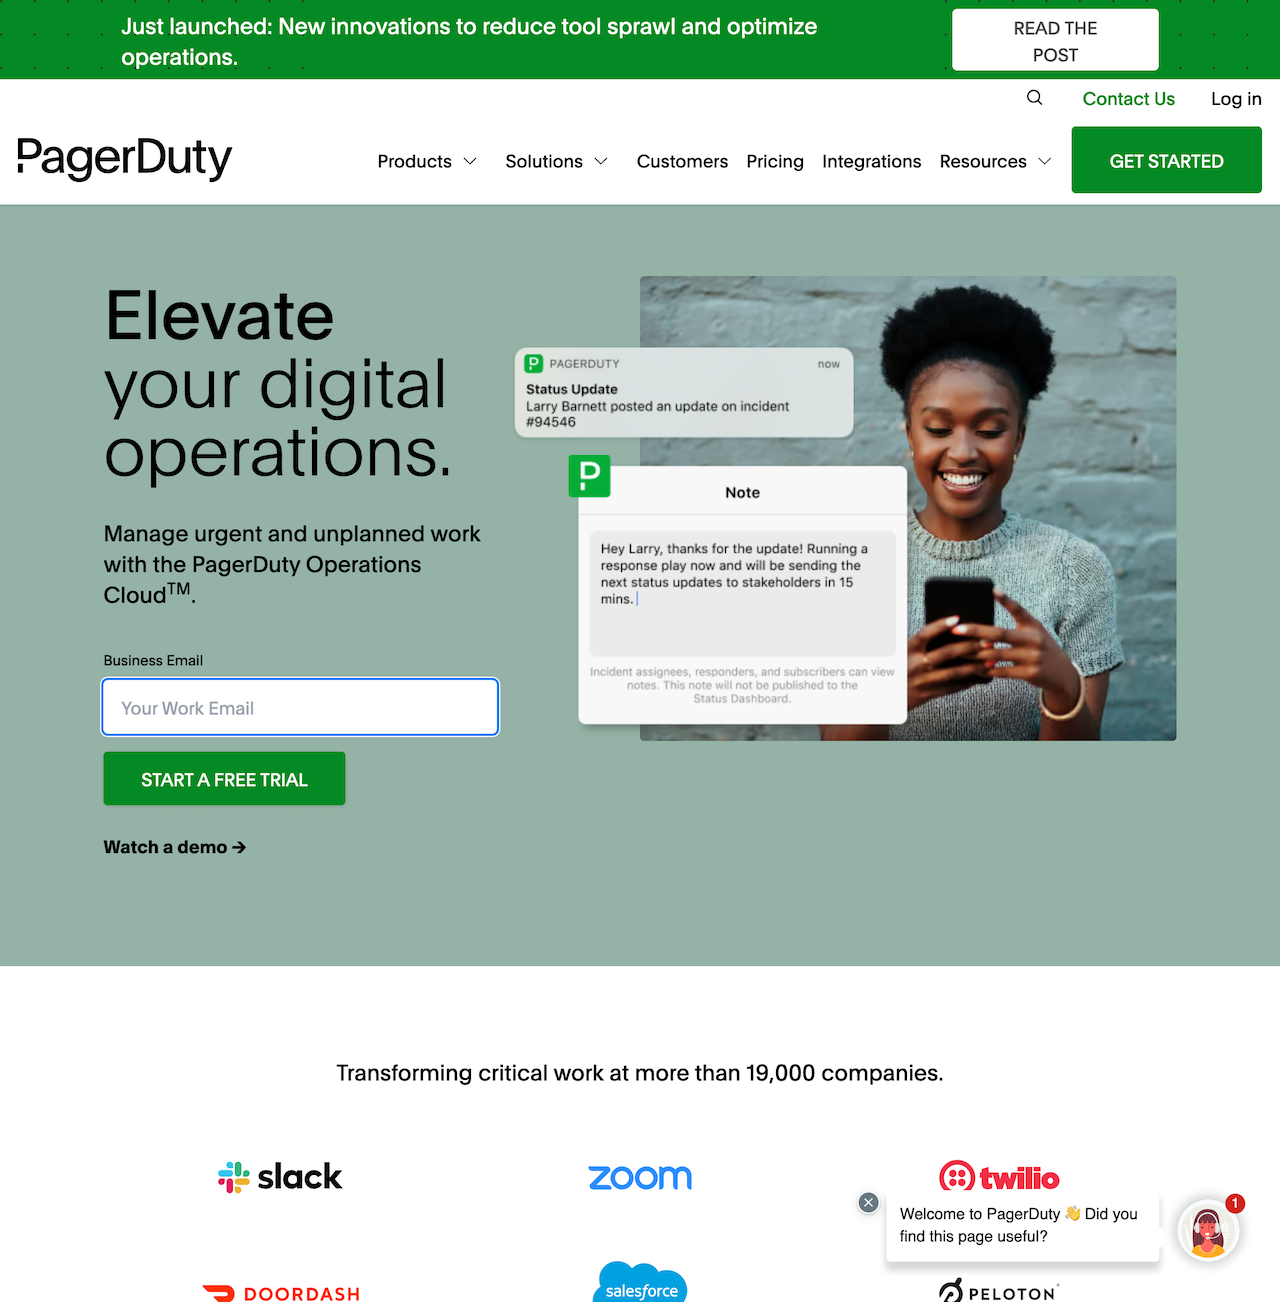 Just launched: New innovations to reduce tool sprawl and optimize
operations.
READ THE
POST
Contact Us
Log in
PagerDuty
Products
Solutions
Customers
Pricing
Integrations
Resources
GET STARTED
Elevate
your digital
operations.
Manage urgent and unplanned work
with the PagerDuty Operations
Cloud™.
Business Email
Your Work Email
START A FREE TRIAL
Watch a demo →
P PAGERDUTY
now
Status Update
Larry Barnett posted an update on incident
#94546
P
Note
Hey Larry, thanks for the update! Running a
response play now and will be sending the
next status updates to stakeholders in 15
mins.
Incident assignees, responders, and subscribers can view
notes. This note will not be published to the
Status Dashboard.
Transforming critical work at more than 19,000 companies.
slack
zoom
twilio
DOORDASH
salesforce
PELOTON
Welcome to PagerDuty 👋 Did you
find this page useful?
1